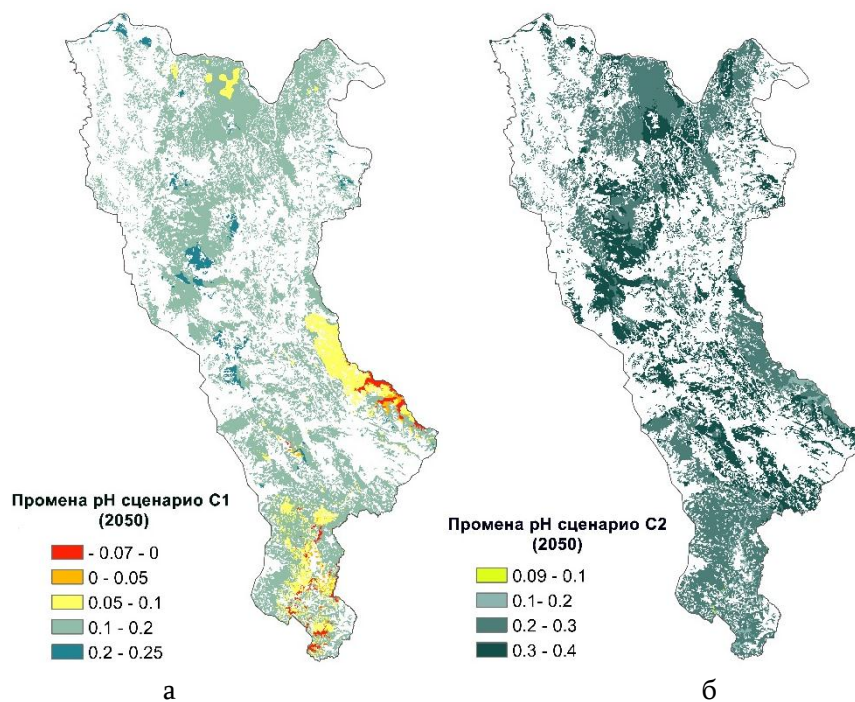 Промена pH сценарио C1
(2050)
- 0.07 - 0
0 - 0.05
0.05 - 0.1
0.1 - 0.2
0.2 - 0.25
а
Промена pH сценарио C2
(2050)
0.09 - 0.1
0.1- 0.2
0.2 - 0.3
0.3 - 0.4
б